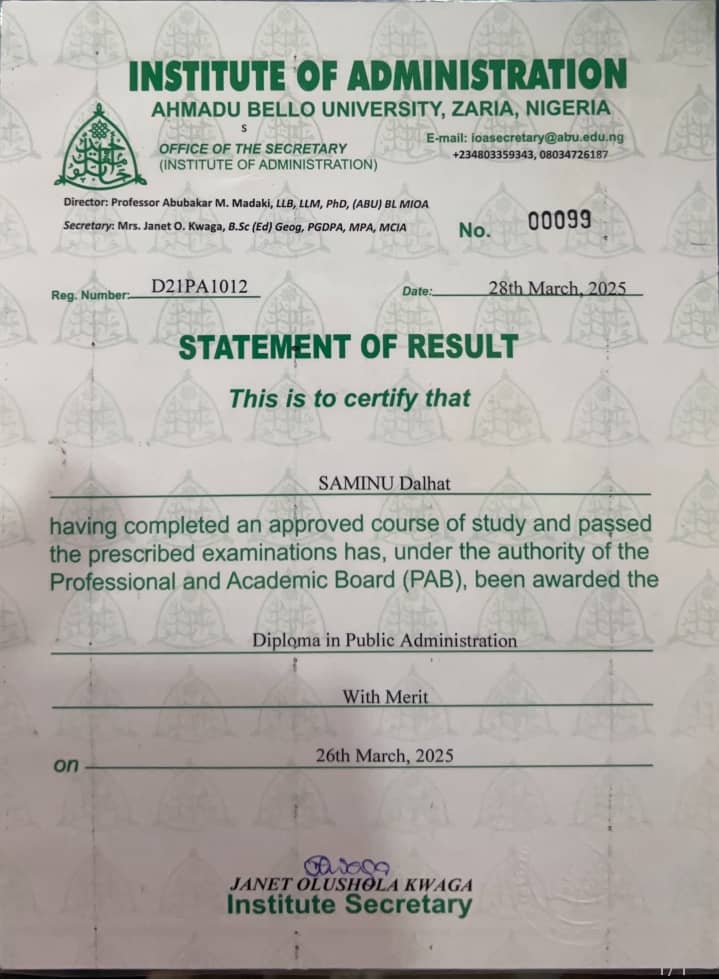 INSTITUTE OF ADMINISTRATION
AHMADU BELLO UNIVERSITY, ZARIA, NIGERIA
s
OFFICE OF THE SECRETARY
(INSTITUTE OF ADMINISTRATION)
E-mail: ioasecretary@abu.edu.ng
+234803359343, 08034726187
Director: Professor Abubakar M. Madaki, LLB, LLM, PhD, (ABU) BL MIOA
Secretary: Mrs. Janet O. Kwaga, B.Sc (Ed) Geog, PGDPA, MPA, MCIA
No. 00099
Reg. Number: D21PA1012
Date: 28th March, 2025
STATEMENT OF RESULT
This is to certify that
SAMINU Dalhat
having completed an approved course of study and passed
the prescribed examinations has, under the authority of the
Professional and Academic Board (PAB), been awarded the
Diploma in Public Administration
With Merit
on 26th March, 2025
JANET OLUSHOLA KWAGA
Institute Secretary
1 / 1